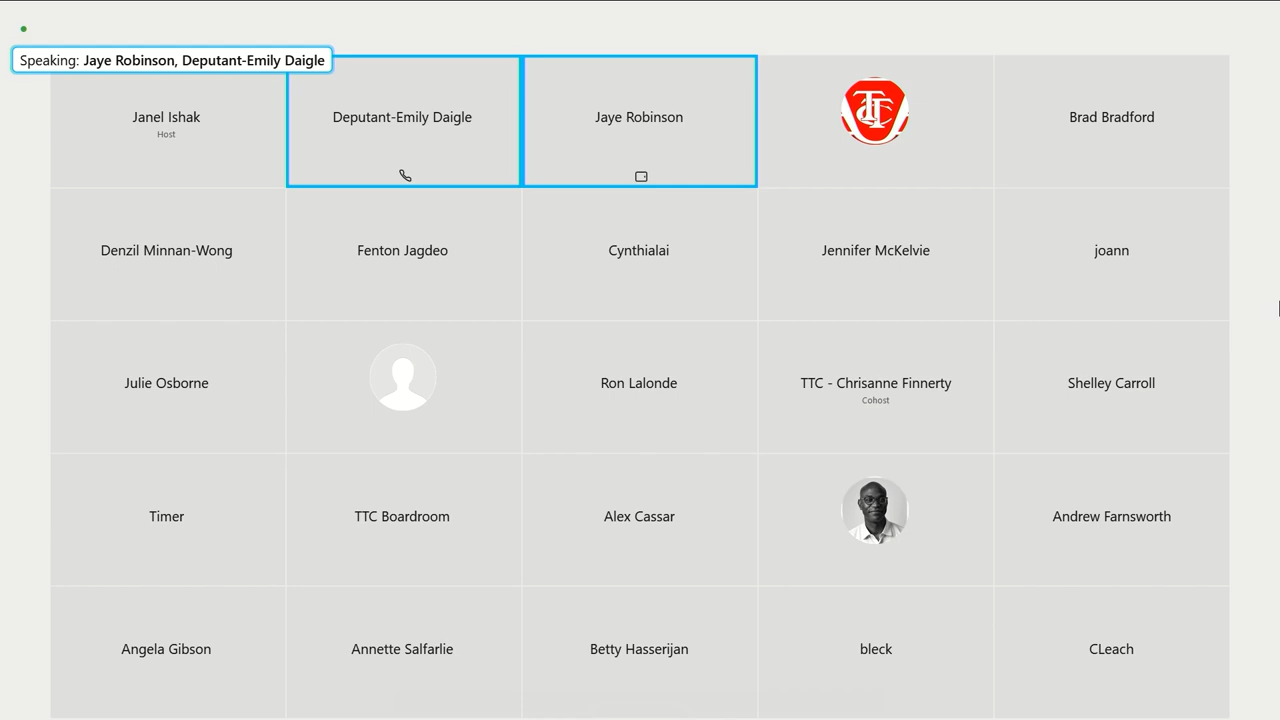 Speaking: Jaye Robinson, Deputant-Emily Daigle
Janel Ishak
Host
Deputant-Emily Daigle
Jaye Robinson
TTC
Brad Bradford
Denzil Minnan-Wong
Fenton Jagdeo
Cynthialai
Jennifer McKelvie
joann
Julie Osborne
Ron Lalonde
TTC - Chrisanne Finnerty
Cohost
Shelley Carroll
Timer
TTC Boardroom
Alex Cassar
Andrew Farnsworth
Angela Gibson
Annette Salfarlie
Betty Hasserijan
bleck
CLeach